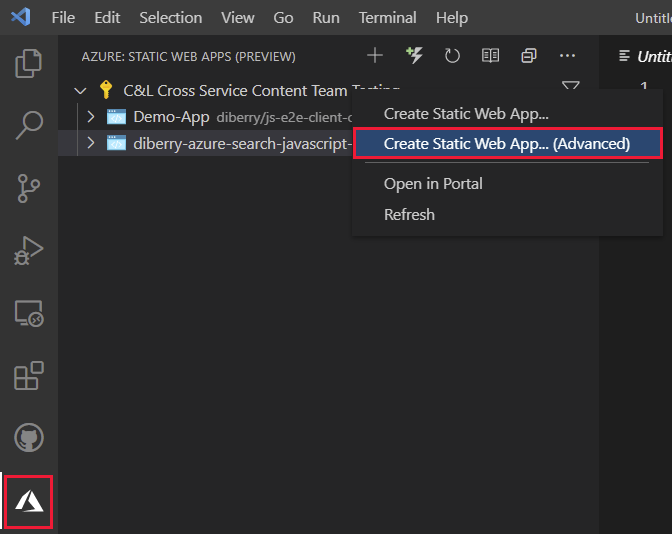 File Edit Selection View Go Run Terminal Help
Untitle
AZURE: STATIC WEB APPS (PREVIEW)
Untitl
C&L Cross Service Content Team Testing
1
Demo-App diberry/js-e2e-client-c
diberry-azure-search-javascript-
Create Static Web App...
Create Static Web App... (Advanced)
Open in Portal
Refresh